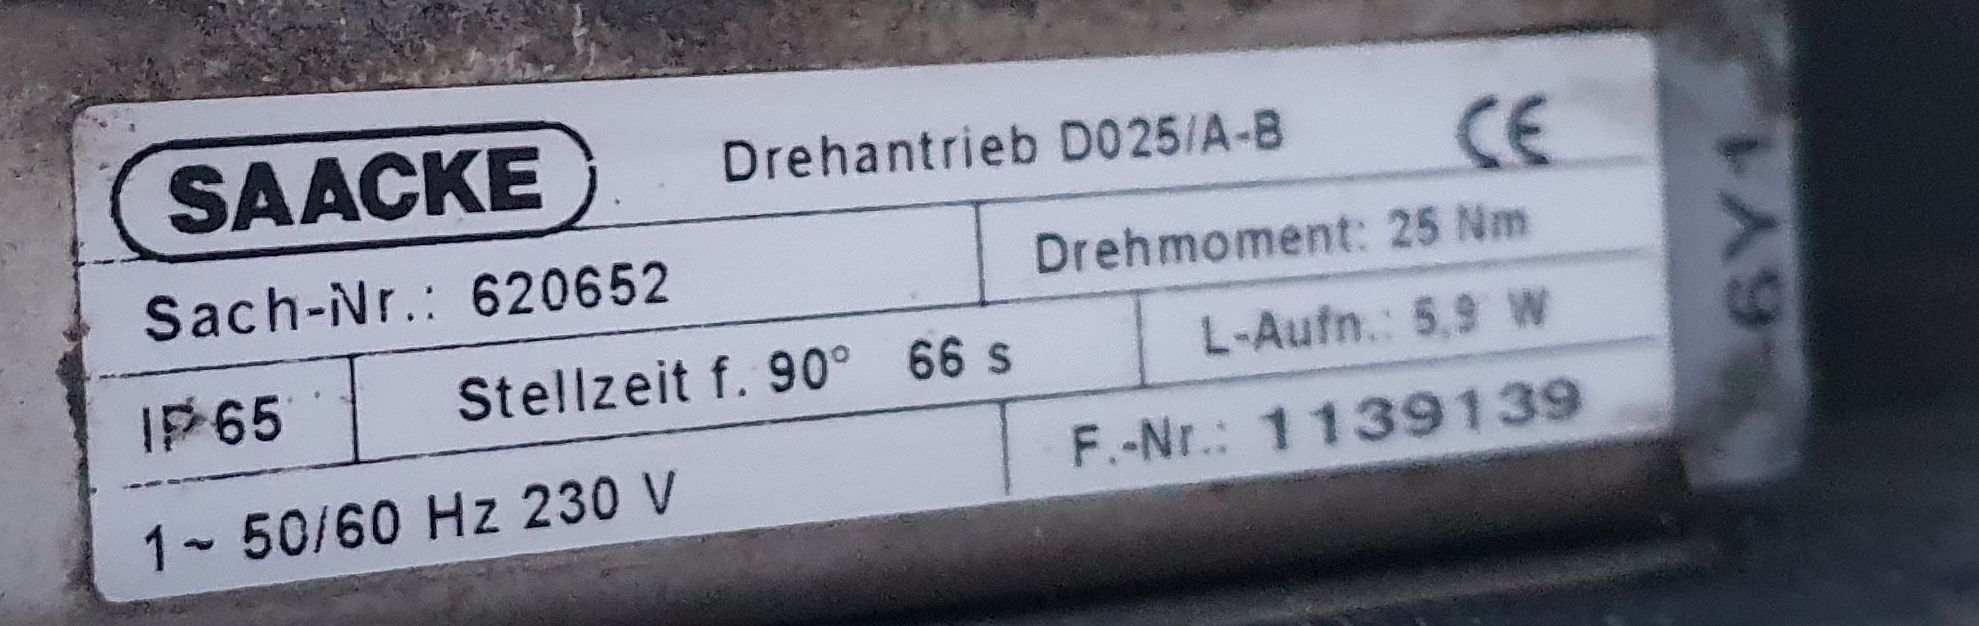 SAACKE Drehantrieb D025/A-B CE
Sach-Nr.: 620652 Drehmoment: 25 Nm
IP 65 Stellzeit f. 90° 66 s L-Aufn.: 5,9 W
1~ 50/60 Hz 230 V F.-Nr.: 1139139
6Y1